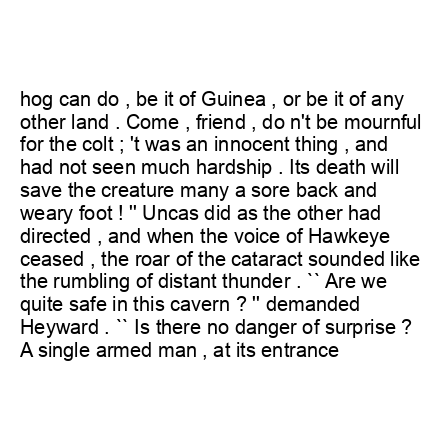 hog can do , be it of Guinea , or be it of any
other land . Come , friend , do n't be mournful
for the colt ; 't was an innocent thing , and
had not seen much hardship . Its death will
save the creature many a sore back and
weary foot ! '' Uncas did as the other had
directed , and when the voice of Hawkeye
ceased , the roar of the cataract sounded like
the rumbling of distant thunder . `` Are we
quite safe in this cavern ? '' demanded
Heyward . `` Is there no danger of surprise ?
A single armed man , at its entrance